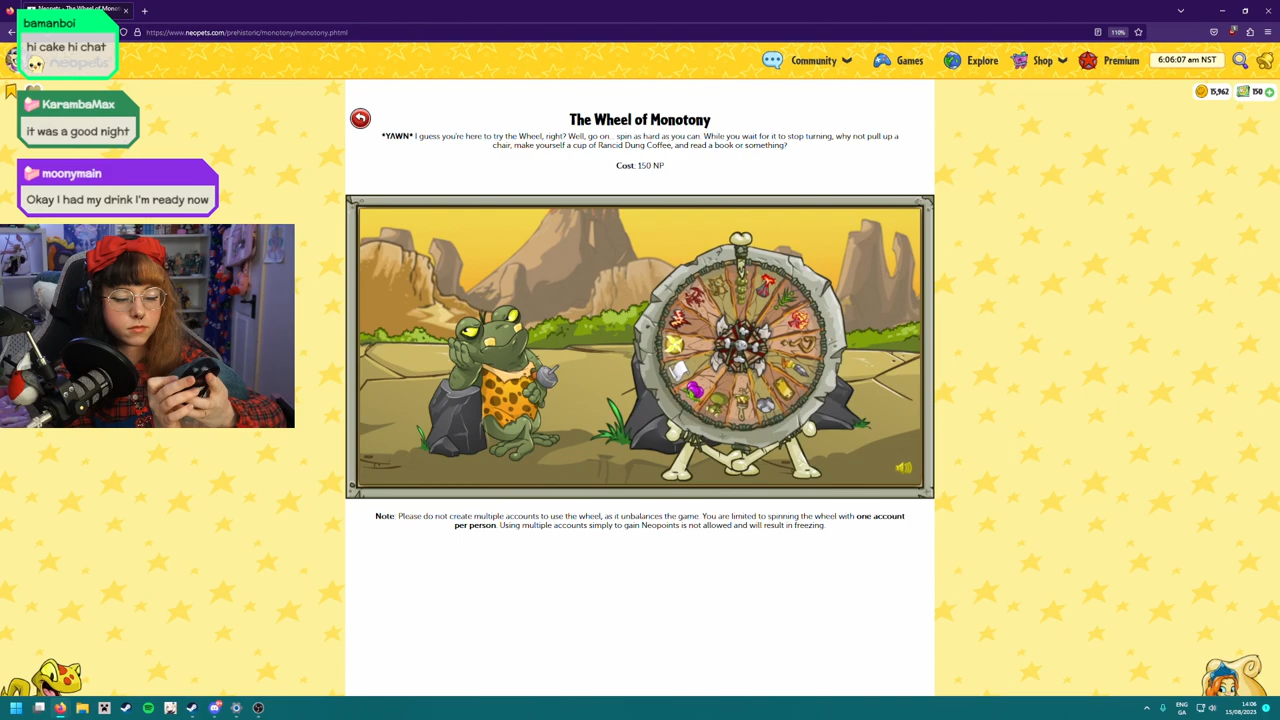 Neopets - The Wheel of Monot
https://www.neopets.com/prehistoric/monotony/monotony.phtml
110%
bamanboi
hi cake hi chat
neopets
KarambaMax
it was a good night
moonymain
Okay I had my drink I'm ready now
Community
Games
Explore
Shop
Premium
6:06:07 am NST
15,962
150
The Wheel of Monotony
*YAWN* I guess you're here to try the Wheel, right? Well, go on... spin as hard as you can. While you wait for it to stop turning, why not pull up a
chair, make yourself a cup of Rancid Dung Coffee, and read a book or something?
Cost: 150 NP
Note: Please do not create multiple accounts to use the wheel, as it unbalances the game. You are limited to spinning the wheel with one account
per person. Using multiple accounts simply to gain Neopoints is not allowed and will result in freezing.
ENG
GA
14:06
15/08/2023